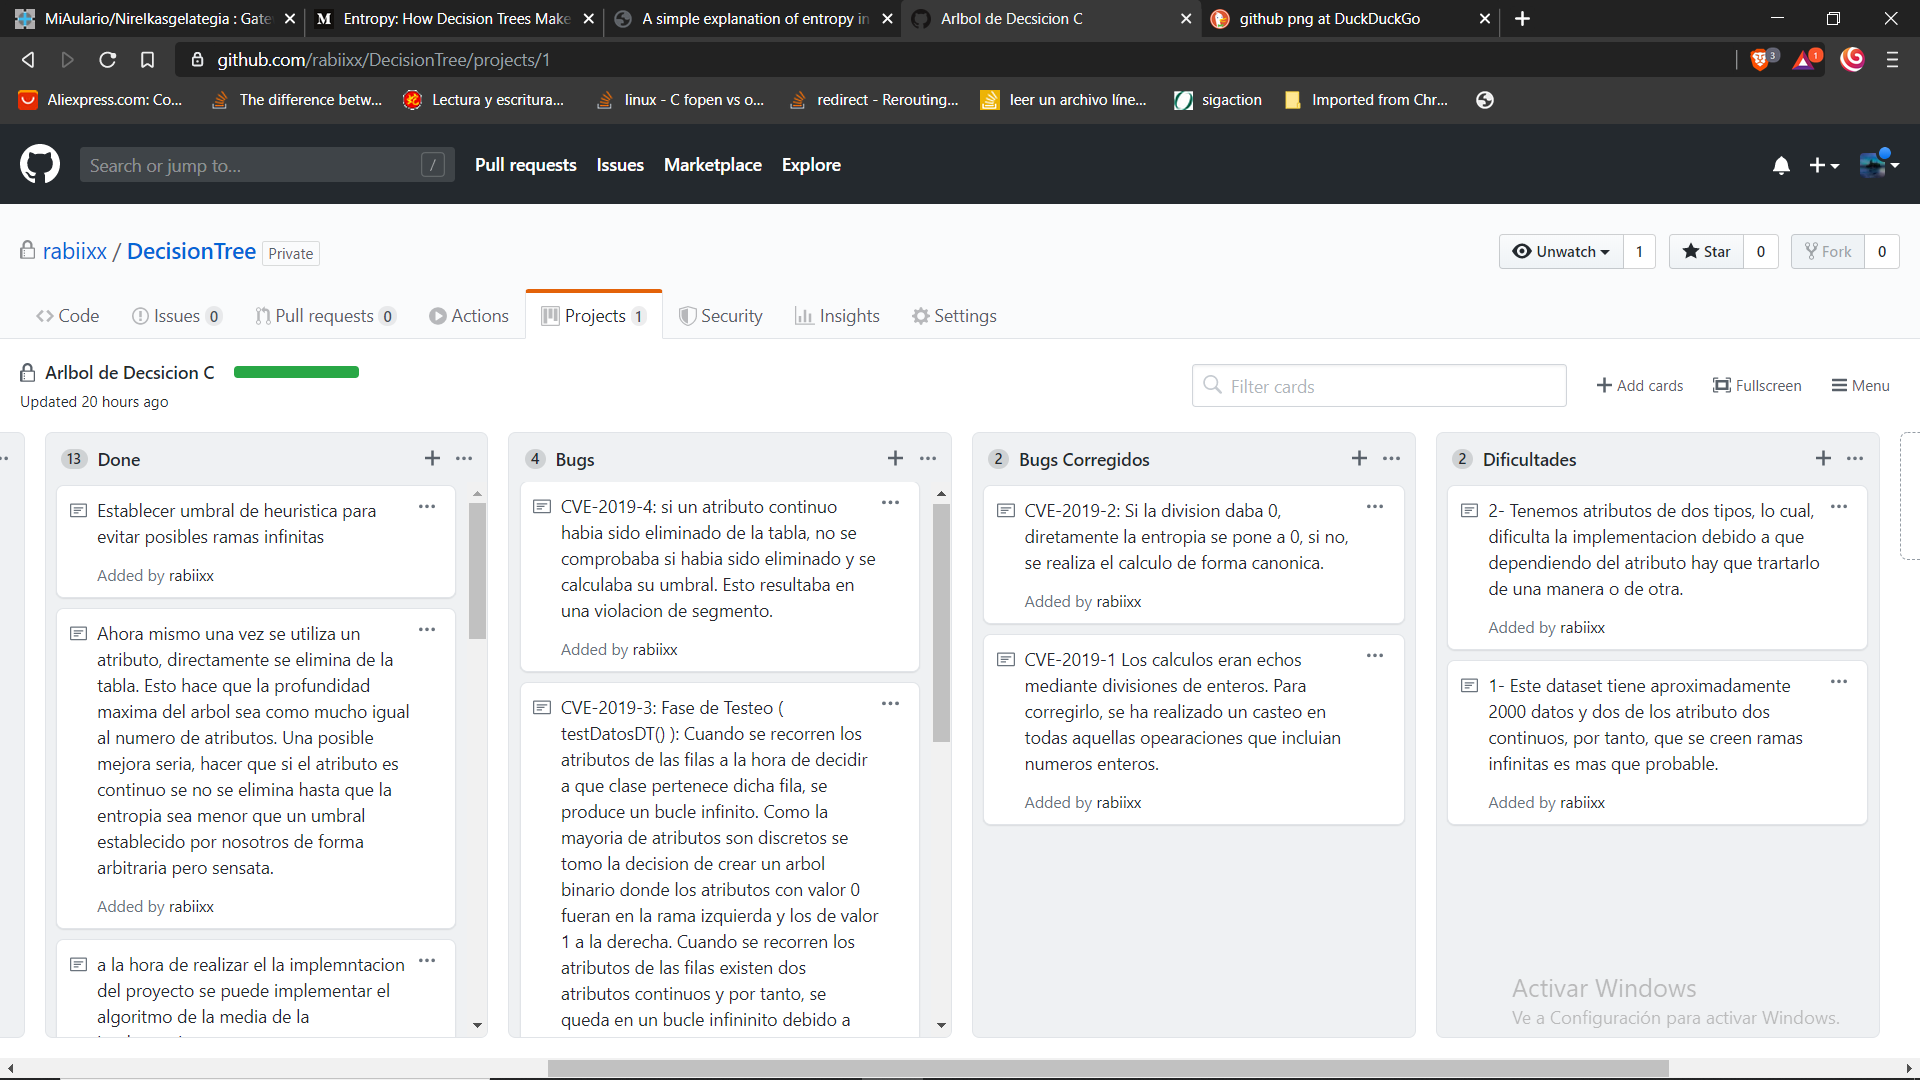 MiAulario/Nirelkasgelategia : Gate
Entropy: How Decision Trees Make
A simple explanation of entropy in
Arlbol de Decsicion C
github png at DuckDuckGo
github.com/rabiixx/DecisionTree/projects/1
3
1
Aliexpress.com: Co...
The difference betw...
Lectura y escritura...
linux - C fopen vs o...
redirect - Rerouting...
leer un archivo líne...
sigaction
Imported from Chr...
Search or jump to...
/
Pull requests
Issues
Marketplace
Explore
rabiixx / DecisionTree
Private
Unwatch
1
Star
0
Fork
0
Code
Issues 0
Pull requests 0
Actions
Projects 1
Security
Insights
Settings
Arlbol de Decsicion C
Updated 20 hours ago
Filter cards
Add cards
Fullscreen
Menu
13 Done
Establecer umbral de heuristica para
evitar posibles ramas infinitas
Added by rabiixx
Ahora mismo una vez se utiliza un
atributo, directamente se elimina de la
tabla. Esto hace que la profundidad
maxima del arbol sea como mucho igual
al numero de atributos. Una posible
mejora seria, hacer que si el atributo es
continuo se no se elimina hasta que la
entropia sea menor que un umbral
establecido por nosotros de forma
arbitraria pero sensata.
Added by rabiixx
a la hora de realizar el la implemntacion
del proyecto se puede implementar el
algoritmo de la media de la
4 Bugs
CVE-2019-4: si un atributo continuo
habia sido eliminado de la tabla, no se
comprobaba si habia sido eliminado y se
calculaba su umbral. Esto resultaba en
una violacion de segmento.
Added by rabiixx
CVE-2019-3: Fase de Testeo (
testDatosDT() ): Cuando se recorren los
atributos de las filas a la hora de decidir
a que clase pertenece dicha fila, se
produce un bucle infinito. Como la
mayoria de atributos son discretos se
tomo la decision de crear un arbol
binario donde los atributos con valor 0
fueran en la rama izquierda y los de valor
1 a la derecha. Cuando se recorren los
atributos de las filas existen dos
atributos continuos y por tanto, se
queda en un bucle infininito debido a
2 Bugs Corregidos
CVE-2019-2: Si la division daba 0,
diretamente la entropia se pone a 0, si no,
se realiza el calculo de forma canonica.
Added by rabiixx
CVE-2019-1 Los calculos eran echos
mediante divisiones de enteros. Para
corregirlo, se ha realizado un casteo en
todas aquellas opearaciones que incluian
numeros enteros.
Added by rabiixx
2 Dificultades
2- Tenemos atributos de dos tipos, lo cual,
dificulta la implementacion debido a que
dependiendo del atributo hay que trartarlo
de una manera o de otra.
Added by rabiixx
1- Este dataset tiene aproximadamente
2000 datos y dos de los atributo dos
continuos, por tanto, que se creen ramas
infinitas es mas que probable.
Added by rabiixx
Activar Windows
Ve a Configuración para activar Windows.